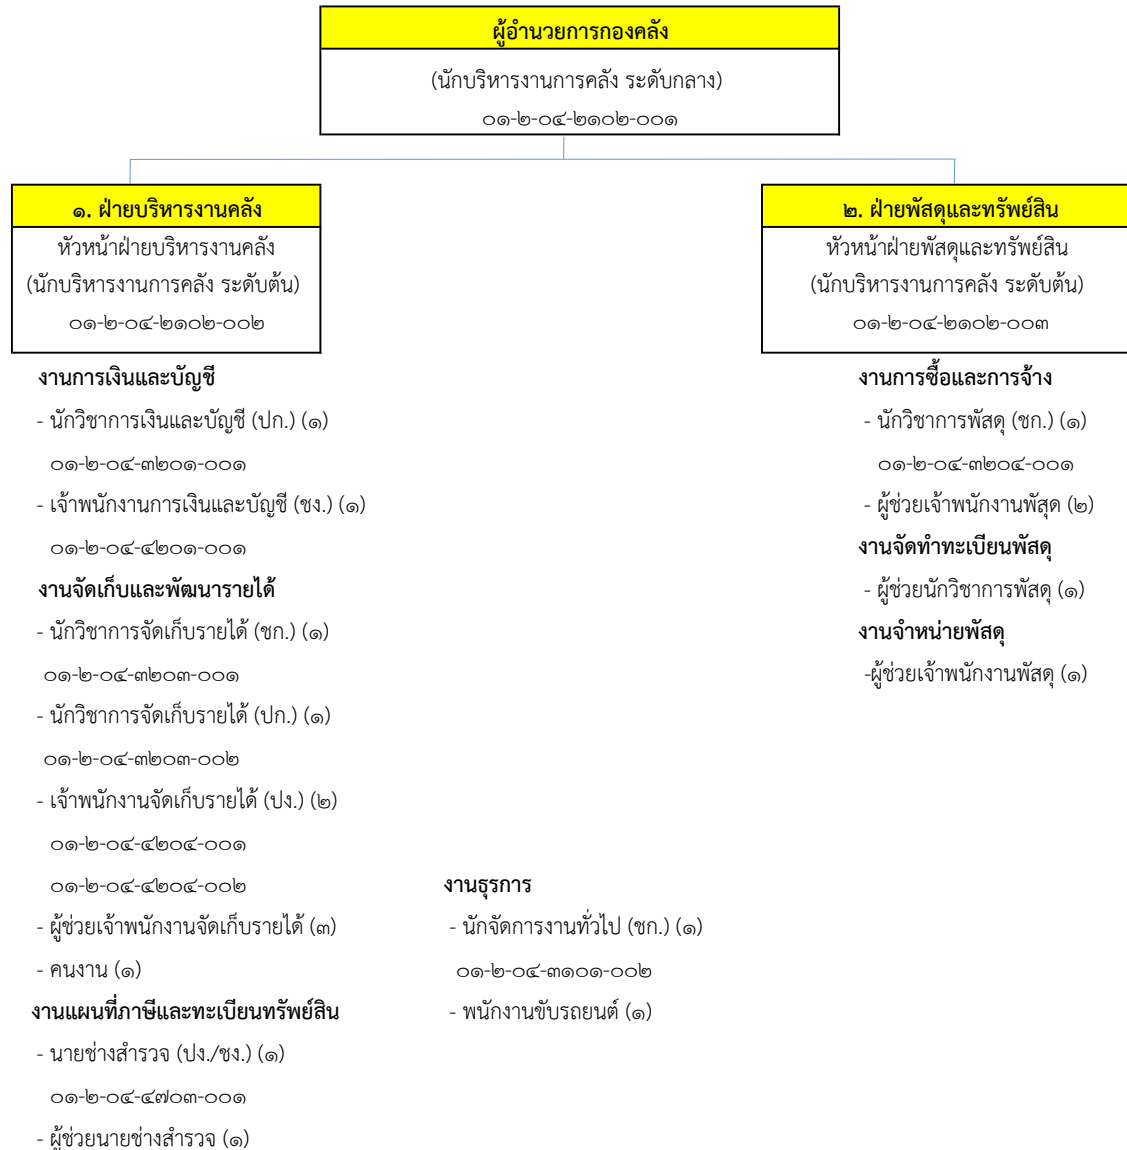 ผู้อำนวยการกองคลัง
(นักบริหารงานการคลัง ระดับกลาง)
๐๑-๒-๐๔-๒๑๐๒-๐๐๑
๑. ฝ่ายบริหารงานคลัง
หัวหน้าฝ่ายบริหารงานคลัง
(นักบริหารงานการคลัง ระดับต้น)
๐๑-๒-๐๔-๒๑๐๒-๐๐๒
งานการเงินและบัญชี
- นักวิชาการเงินและบัญชี (ปก.) (๑)
๐๑-๒-๐๔-๓๒๐๑-๐๐๑
- เจ้าพนักงานการเงินและบัญชี (ชง.) (๑)
๐๑-๒-๐๔-๔๒๐๑-๐๐๑
งานจัดเก็บและพัฒนารายได้
- นักวิชาการจัดเก็บรายได้ (ชก.) (๑)
๐๑-๒-๐๔-๓๒๐๓-๐๐๑
- นักวิชาการจัดเก็บรายได้ (ปก.) (๑)
๐๑-๒-๐๔-๓๒๐๓-๐๐๒
- เจ้าพนักงานจัดเก็บรายได้ (ปง.) (๒)
๐๑-๒-๐๔-๔๒๐๔-๐๐๑
๐๑-๒-๐๔-๔๒๐๔-๐๐๒
- ผู้ช่วยเจ้าพนักงานจัดเก็บรายได้ (๓)
- คนงาน (๑)
งานแผนที่ภาษีและทะเบียนทรัพย์สิน
- นายช่างสำรวจ (ปง./ชง.) (๑)
๐๑-๒-๐๔-๔๗๐๓-๐๐๑
- ผู้ช่วยนายช่างสำรวจ (๑)
งานธุรการ
- นักจัดการงานทั่วไป (ชก.) (๑)
๐๑-๒-๐๔-๓๑๐๑-๐๐๒
- พนักงานขับรถยนต์ (๑)
๒. ฝ่ายพัสดุและทรัพย์สิน
หัวหน้าฝ่ายพัสดุและทรัพย์สิน
(นักบริหารงานการคลัง ระดับต้น)
๐๑-๒-๐๔-๒๑๐๒-๐๐๓
งานการซื้อและการจ้าง
- นักวิชาการพัสดุ (ชก.) (๑)
๐๑-๒-๐๔-๓๒๐๔-๐๐๑
- ผู้ช่วยเจ้าพนักงานพัสุด (๒)
งานจัดทำทะเบียนพัสดุ
- ผู้ช่วยนักวิชาการพัสดุ (๑)
งานจำหน่ายพัสดุ
-ผู้ช่วยเจ้าพนักงานพัสดุ (๑)